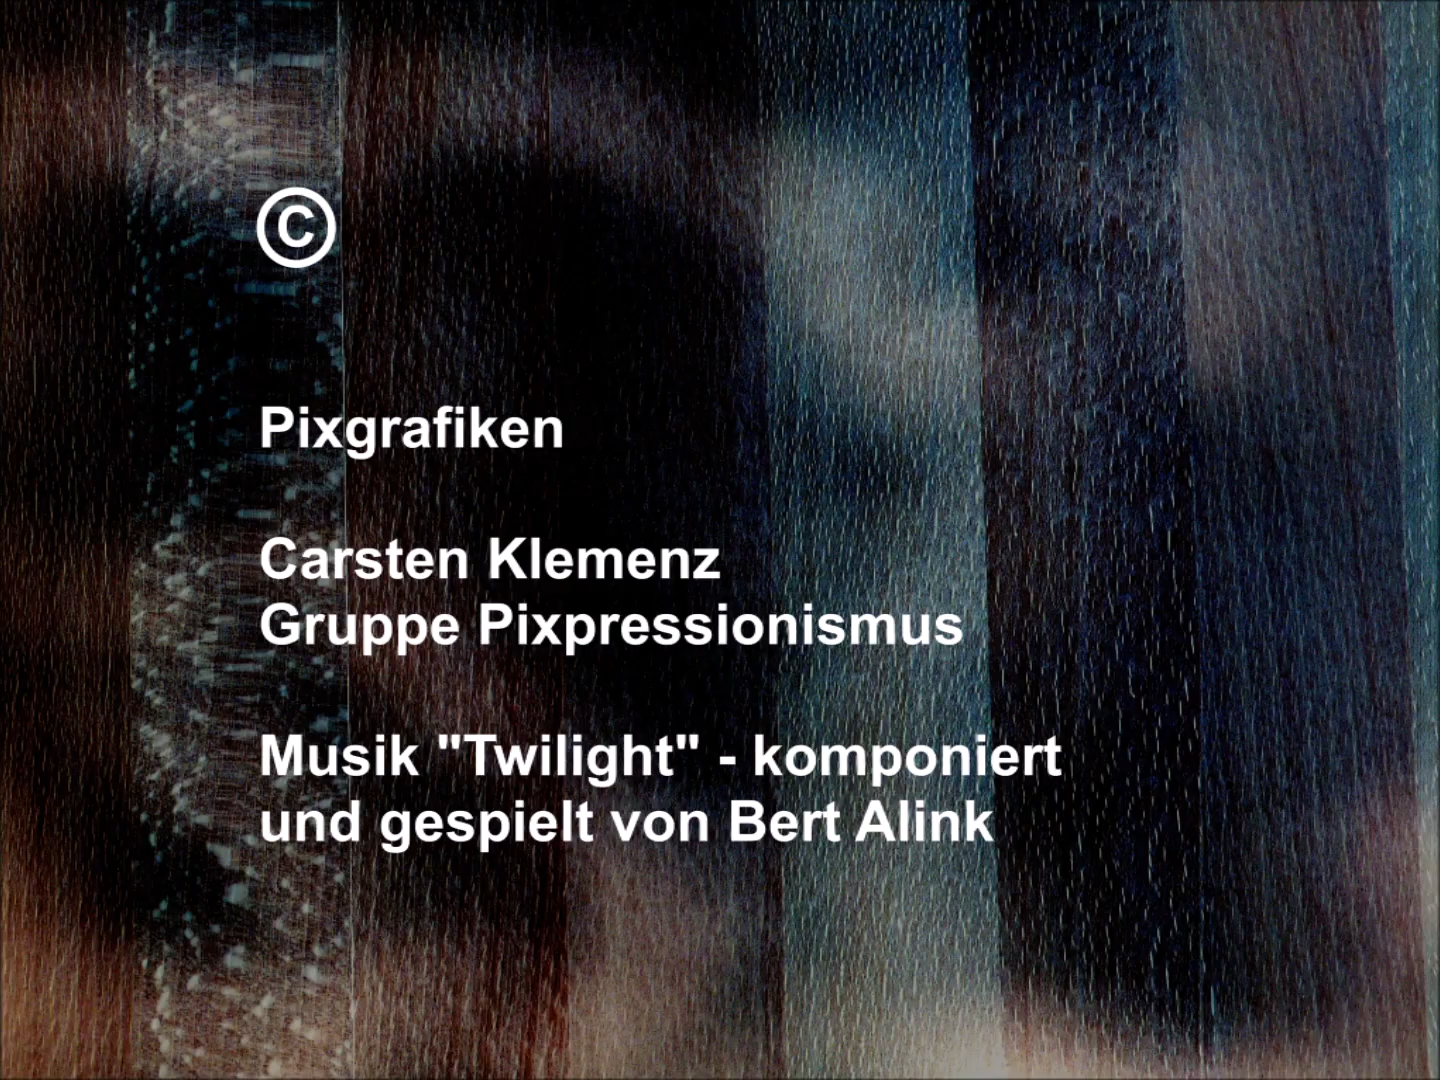 ©
Pixgrafiken
Carsten Klemenz
Gruppe Pixpressionismus
Musik "Twilight" - komponiert
und gespielt von Bert Alink